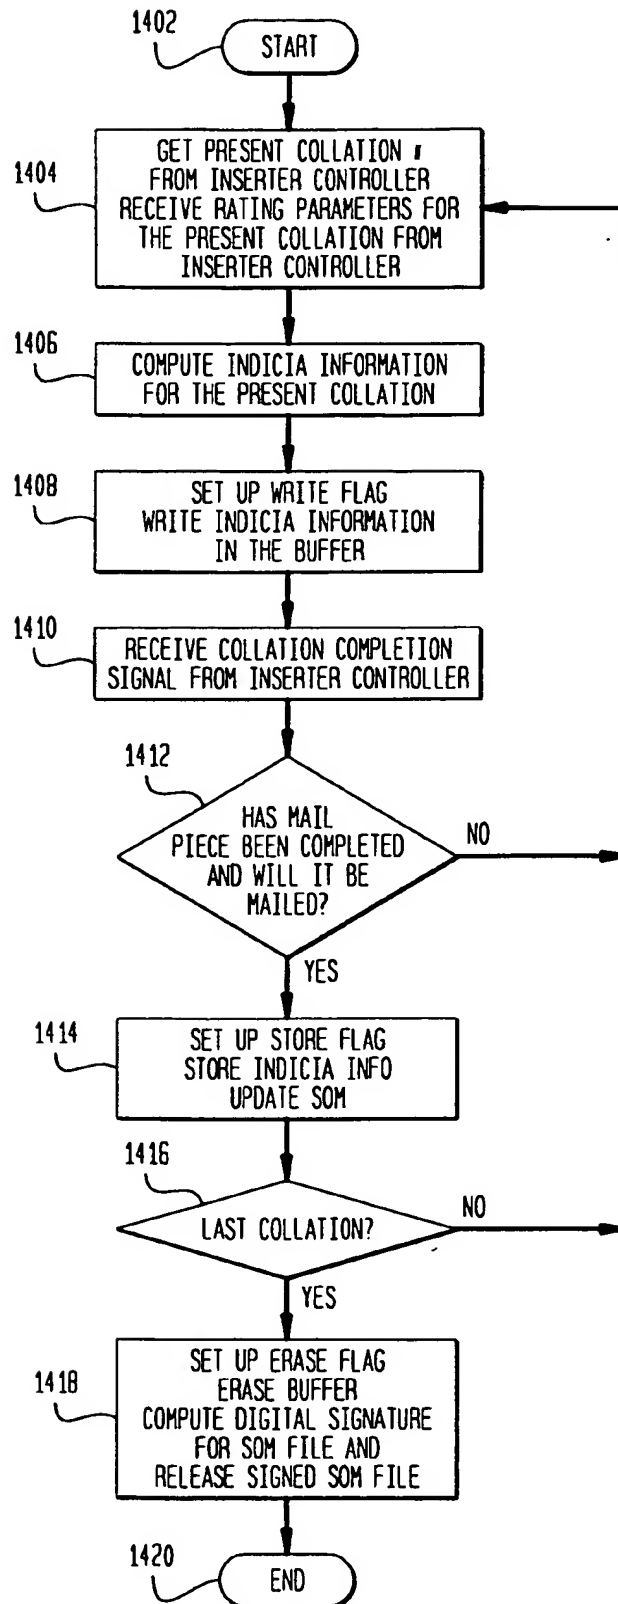 1402
START
1404
GET PRESENT COLLATION #
FROM INSERTER CONTROLLER
RECEIVE RATING PARAMETERS FOR
THE PRESENT COLLATION FROM
INSERTER CONTROLLER
1406
COMPUTE INDICIA INFORMATION
FOR THE PRESENT COLLATION
1408
SET UP WRITE FLAG
WRITE INDICIA INFORMATION
IN THE BUFFER
1410
RECEIVE COLLATION COMPLETION
SIGNAL FROM INSERTER CONTROLLER
1412
HAS MAIL
PIECE BEEN COMPLETED
AND WILL IT BE
MAILED?
NO
YES
1414
SET UP STORE FLAG
STORE INDICIA INFO
UPDATE SOM
1416
LAST COLLATION?
NO
YES
1418
SET UP ERASE FLAG
ERASE BUFFER
COMPUTE DIGITAL SIGNATURE
FOR SOM FILE AND
RELEASE SIGNED SOM FILE
1420
END